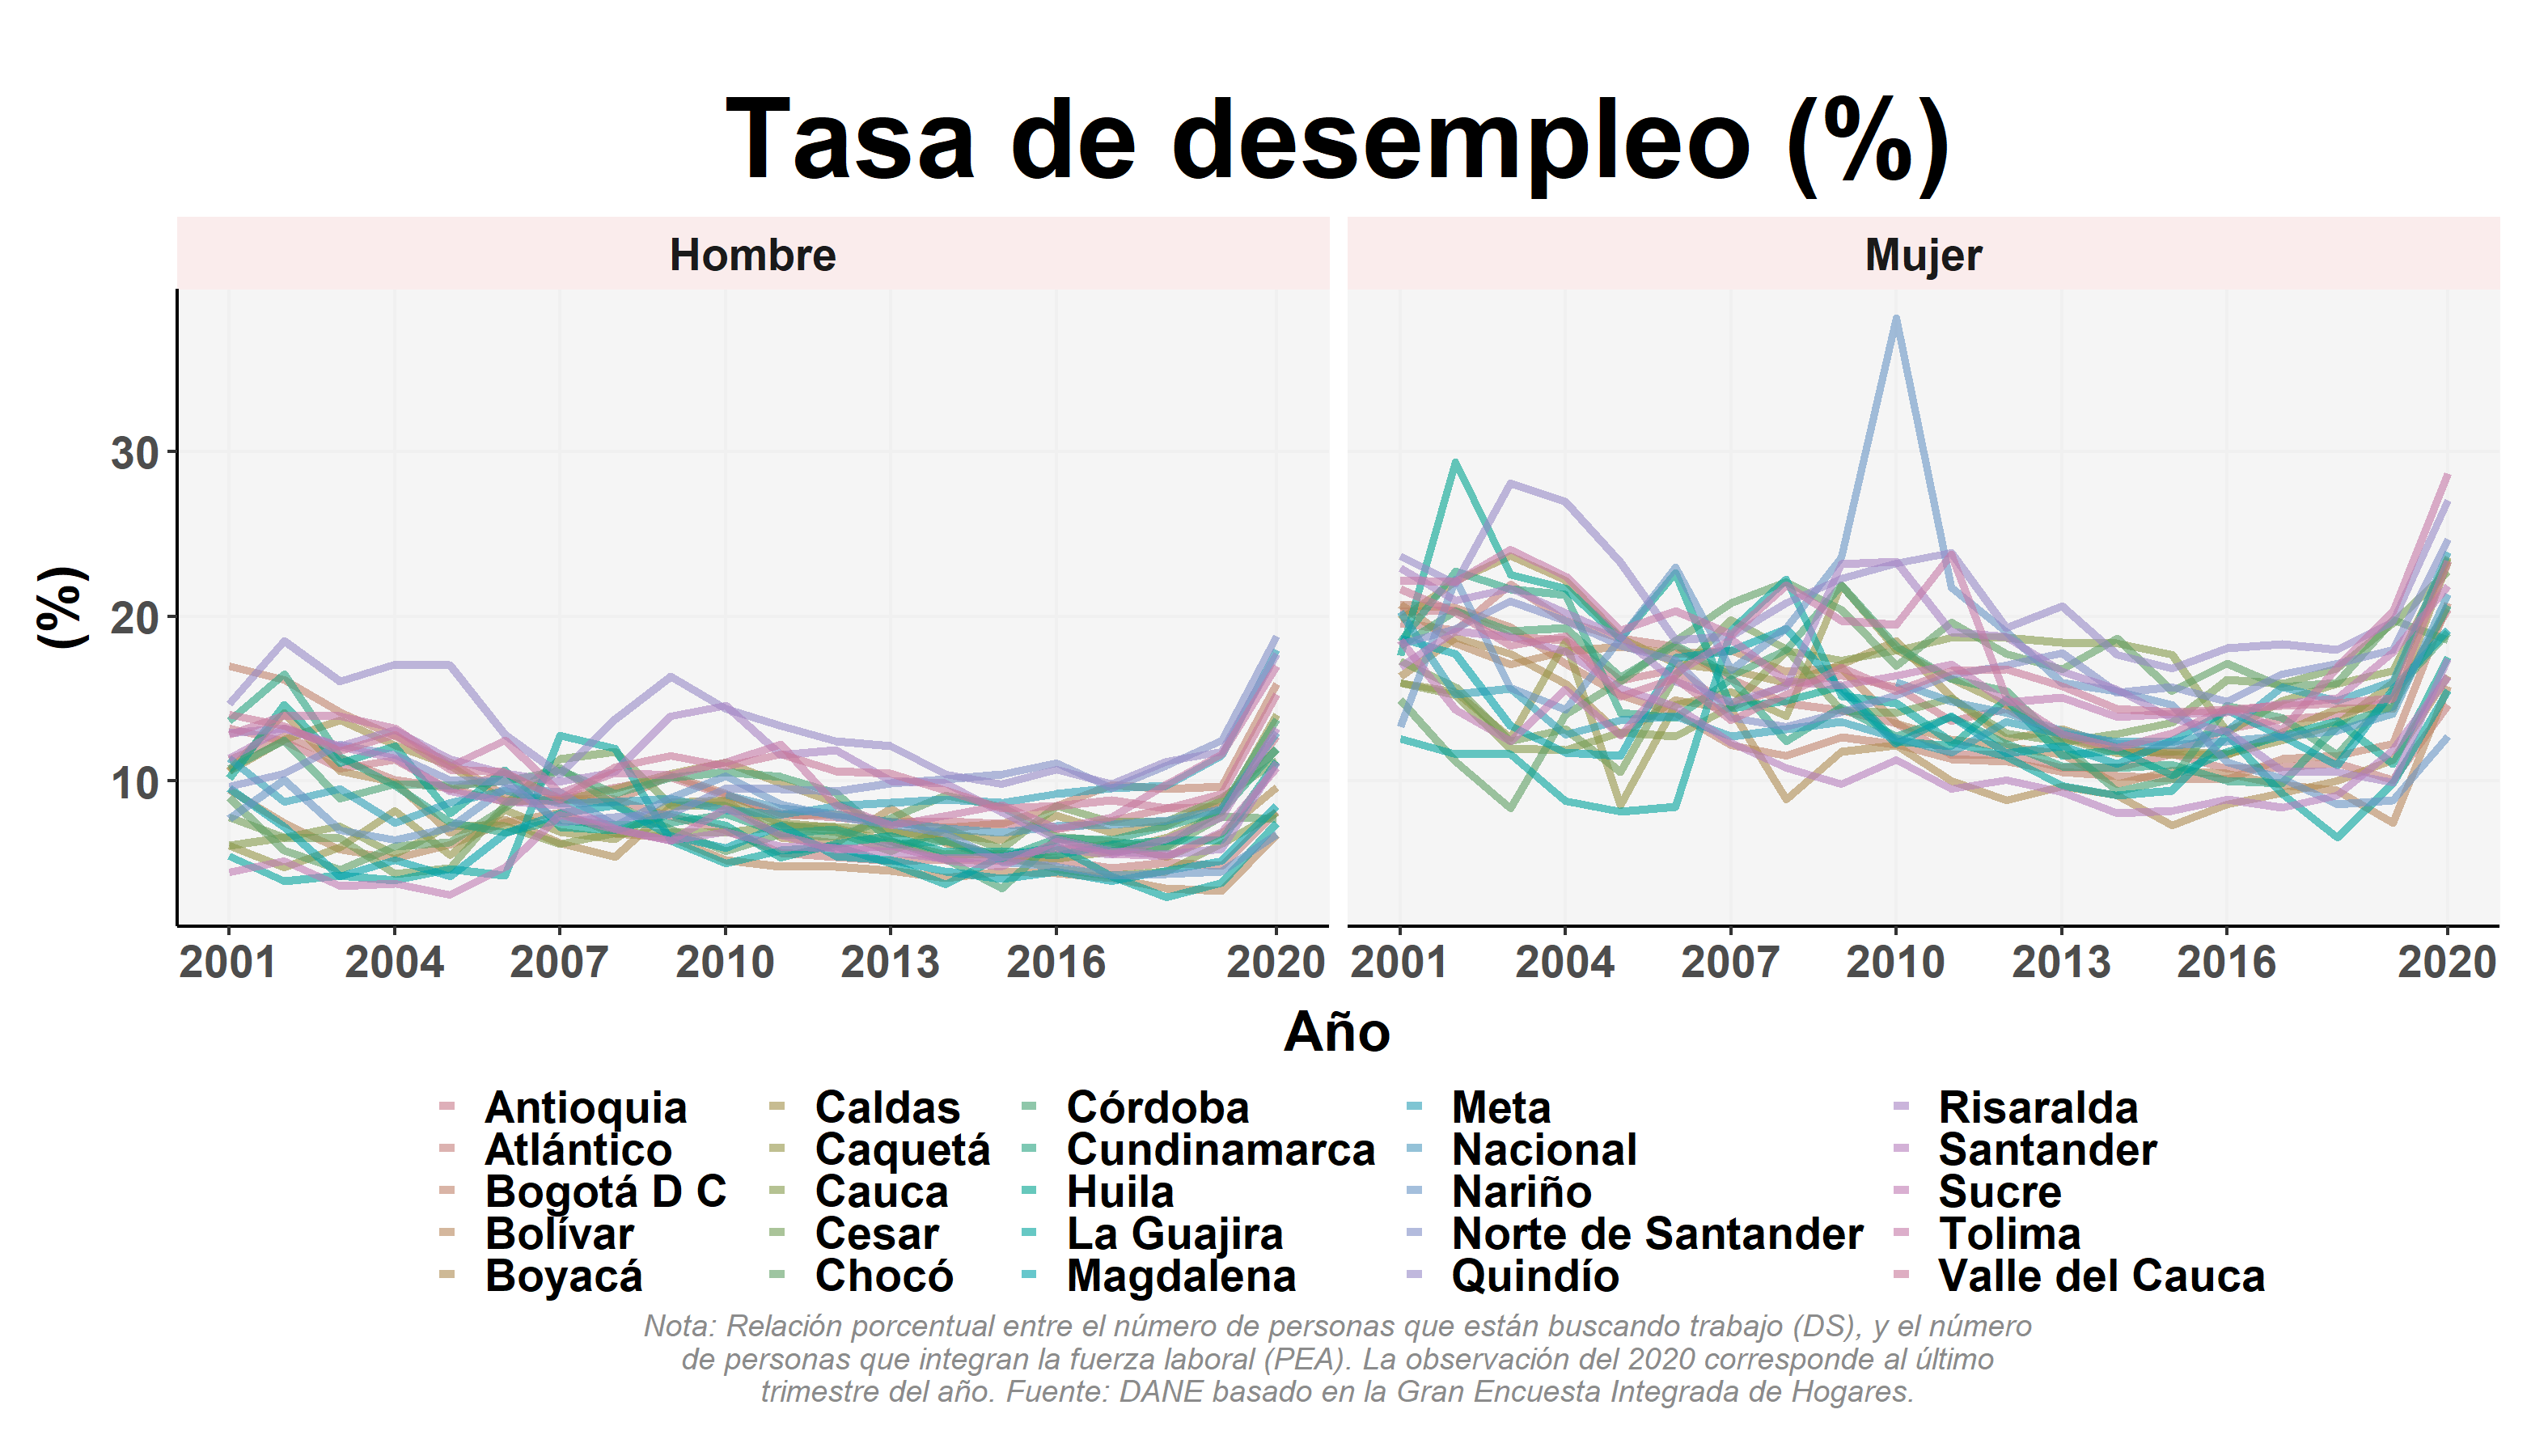 Tasa de desempleo (%)
Hombre
Mujer
(%)
30
20
10
2001 2004 2007 2010 2013 2016 2020
2001 2004 2007 2010 2013 2016 2020
Año
Antioquia Caldas Córdoba Meta Risaralda
Atlántico Caquetá Cundinamarca Nacional Santander
Bogotá D C Cauca Huila Nariño Sucre
Bolívar Cesar La Guajira Norte de Santander Tolima
Boyacá Chocó Magdalena Quindío Valle del Cauca
Nota: Relación porcentual entre el número de personas que están buscando trabajo (DS), y el número
de personas que integran la fuerza laboral (PEA). La observación del 2020 corresponde al último
trimestre del año. Fuente: DANE basado en la Gran Encuesta Integrada de Hogares.